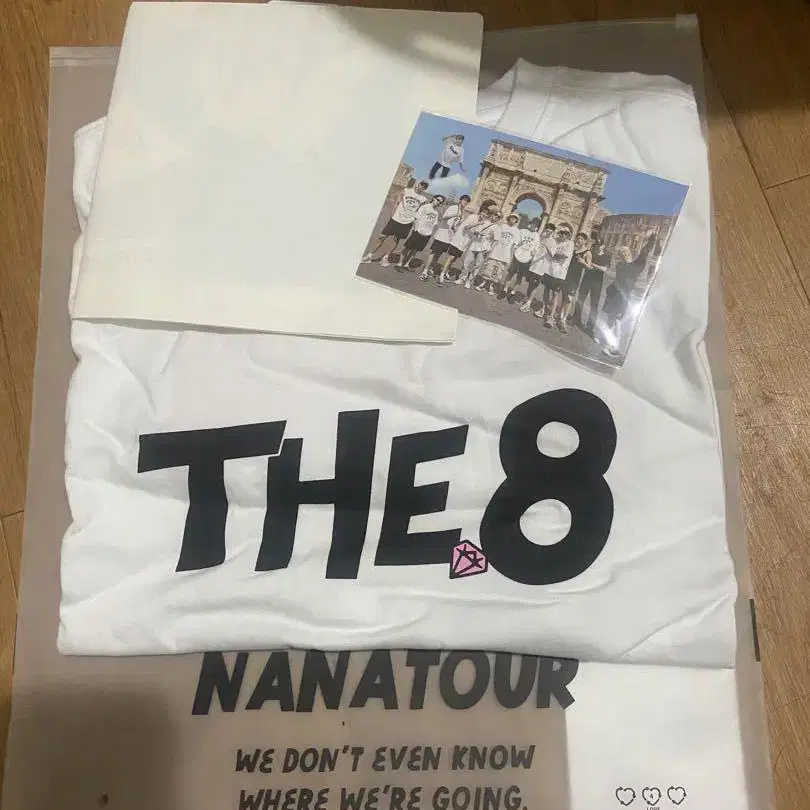 THE 8
NANATOUR
WE DON'T EVEN KNOW
WHERE WE'RE GOING.